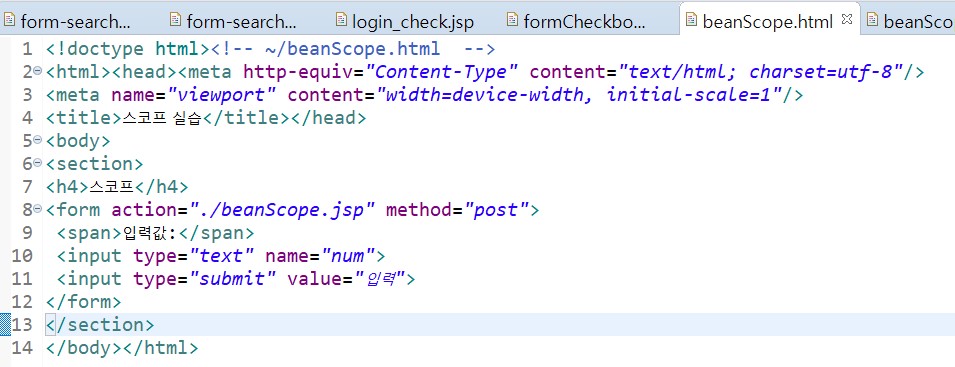 form-search... form-search... login_check.jsp formCheckbo... beanScope.html beanSco
1 <!doctype html><!-- ~/beanScope.html  -->
2 <html><head><meta http-equiv="Content-Type" content="text/html; charset=utf-8"/>
3 <meta name="viewport" content="width=device-width, initial-scale=1"/>
4 <title>스코프 실습</title></head>
5 <body>
6 <section>
7 <h4>스코프</h4>
8 <form action="./beanScope.jsp" method="post">
9  <span>입력값:</span>
10  <input type="text" name="num">
11  <input type="submit" value="입력">
12 </form>
13 </section>
14 </body></html>